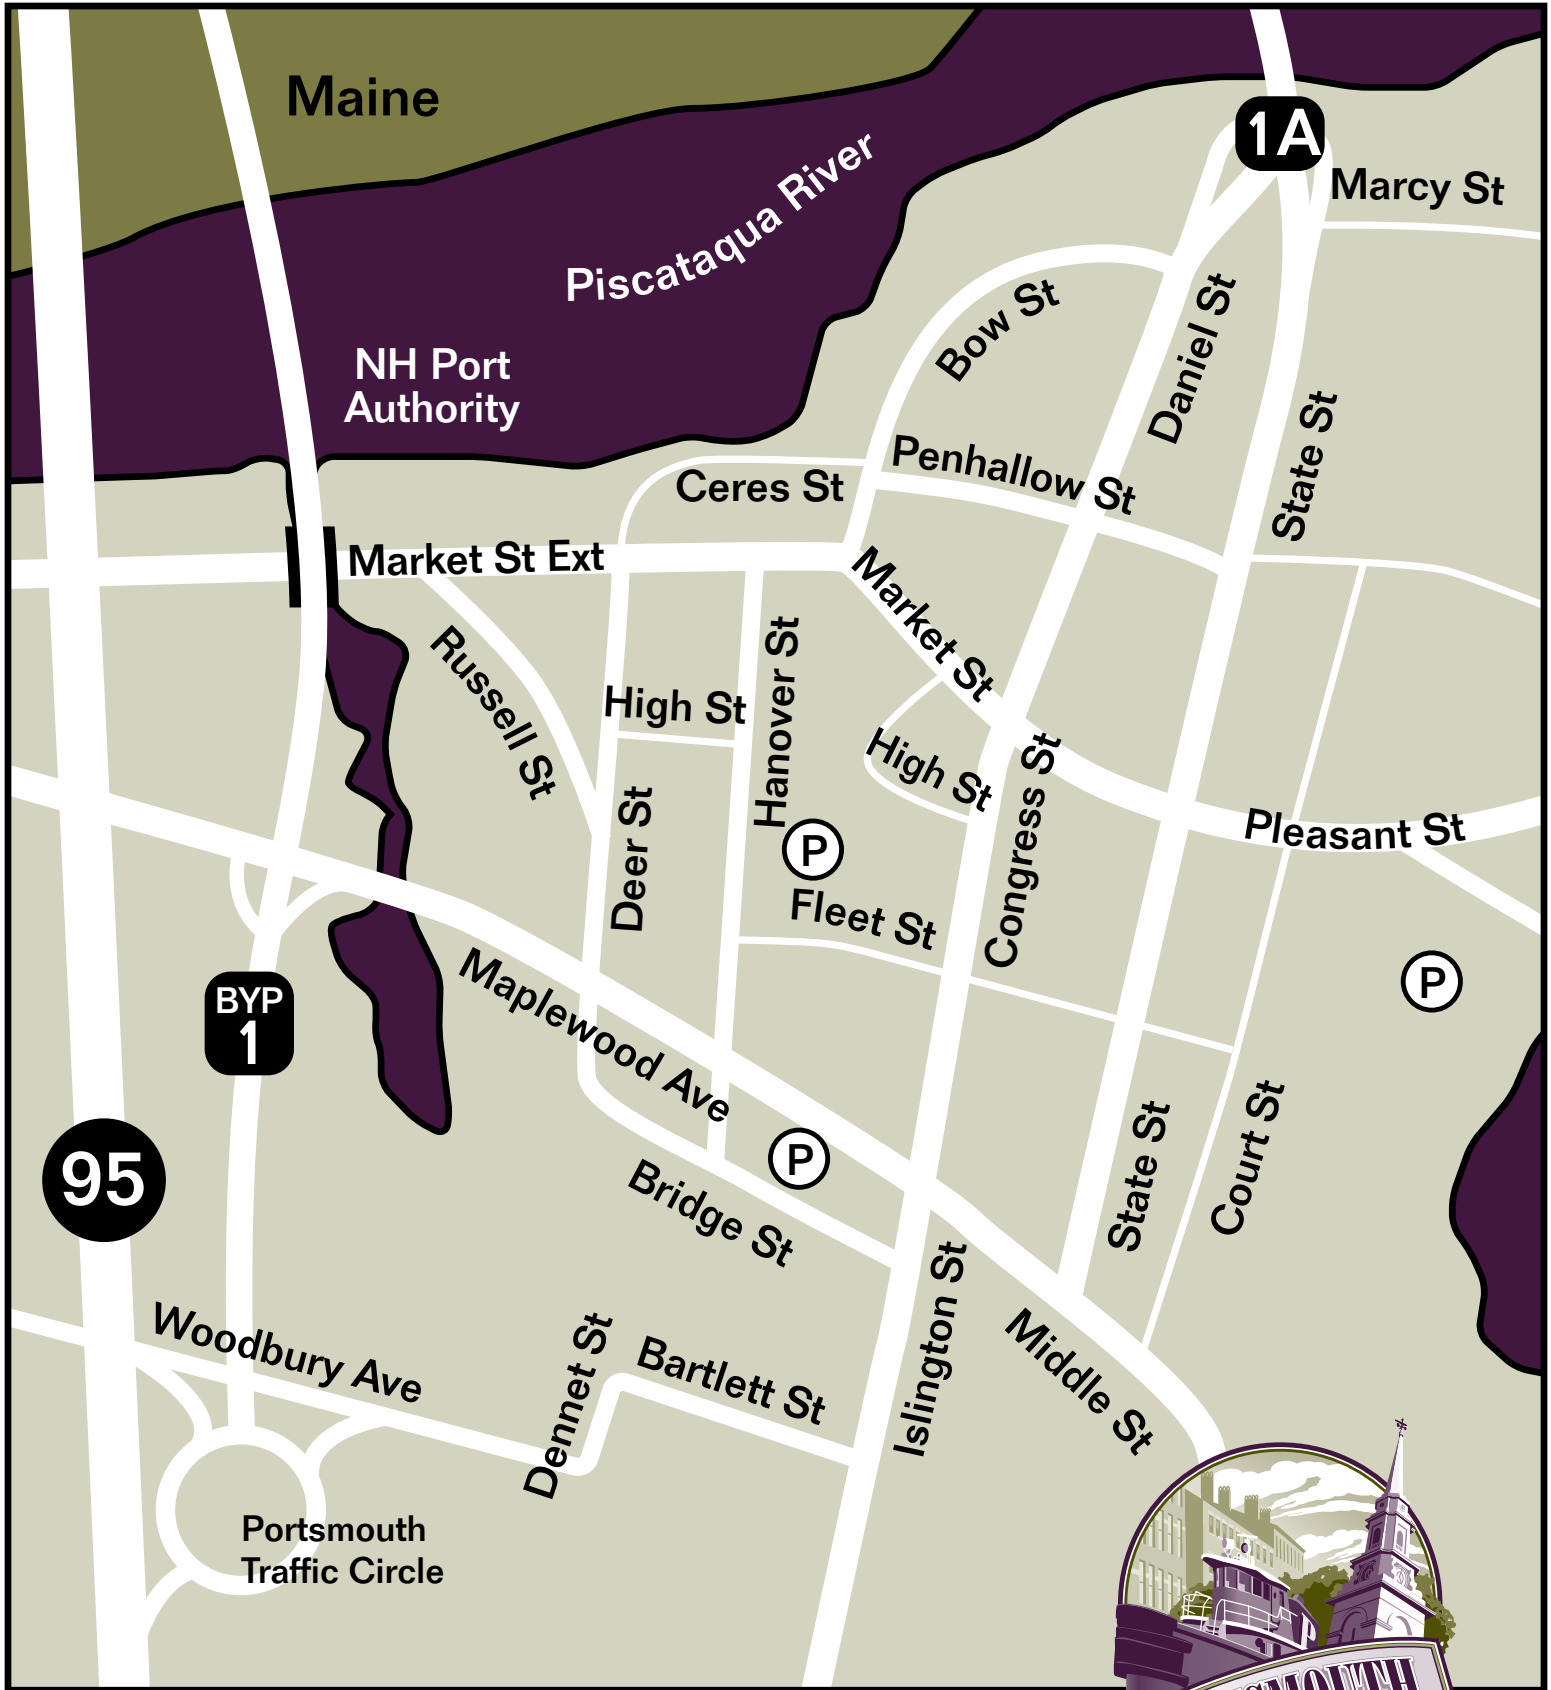 Maine
1A
Marcy St
Piscataqua River
NH Port
Authority
Bow St
Daniel St
State St
Penhallow St
Ceres St
Market St Ext
Market St
Russell St
High St
Hanover St
High St
Congress St
Deer St
Pleasant St
P
Fleet St
P
Maplewood Ave
BYP
1
95
P
Bridge St
State St
Court St
Islington St
Middle St
Woodbury Ave
Dennet St
Bartlett St
Portsmouth
Traffic Circle